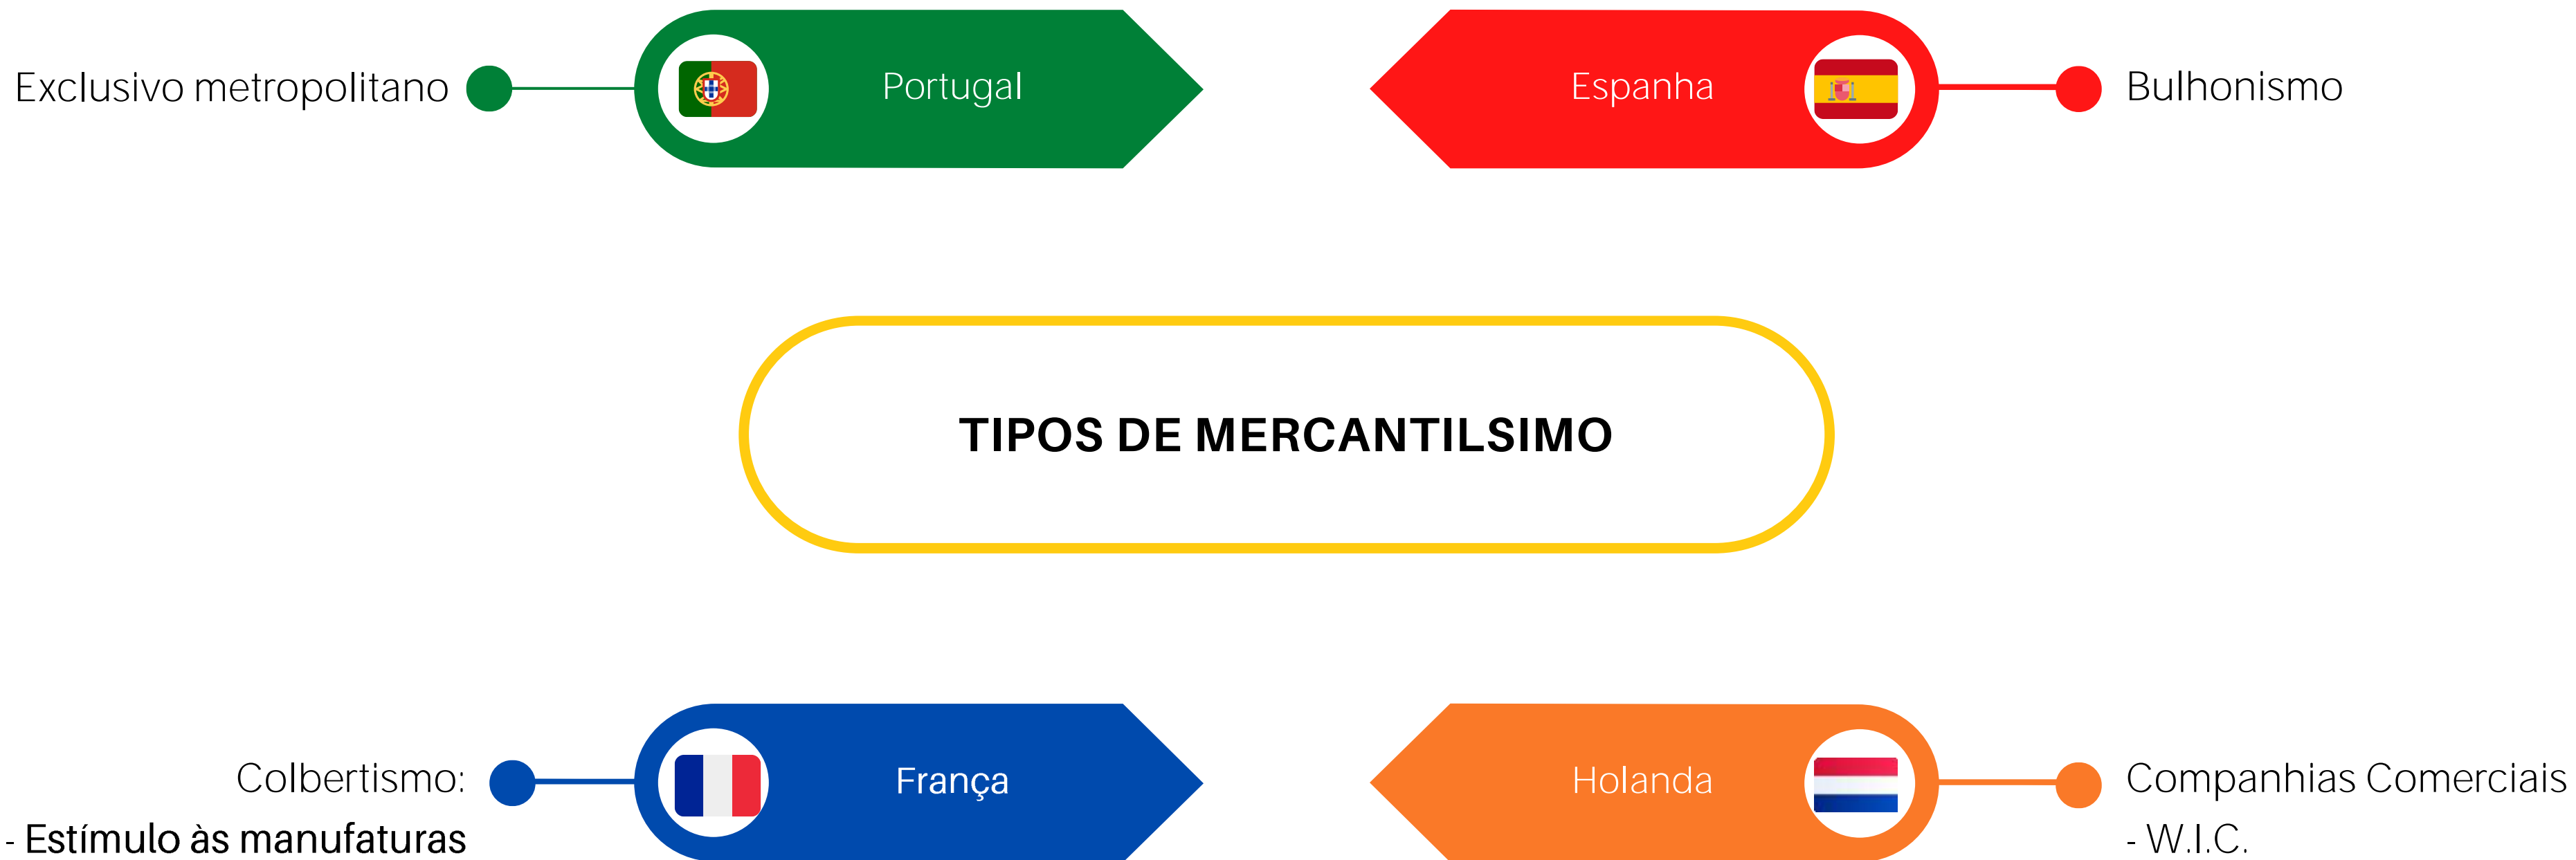 Exclusivo metropolitano
Portugal
Espanha
Bulhonismo
TIPOS DE MERCANTILSIMO
Colbertismo:
- Estímulo às manufaturas
França
Holanda
Companhias Comerciais
- W.I.C.